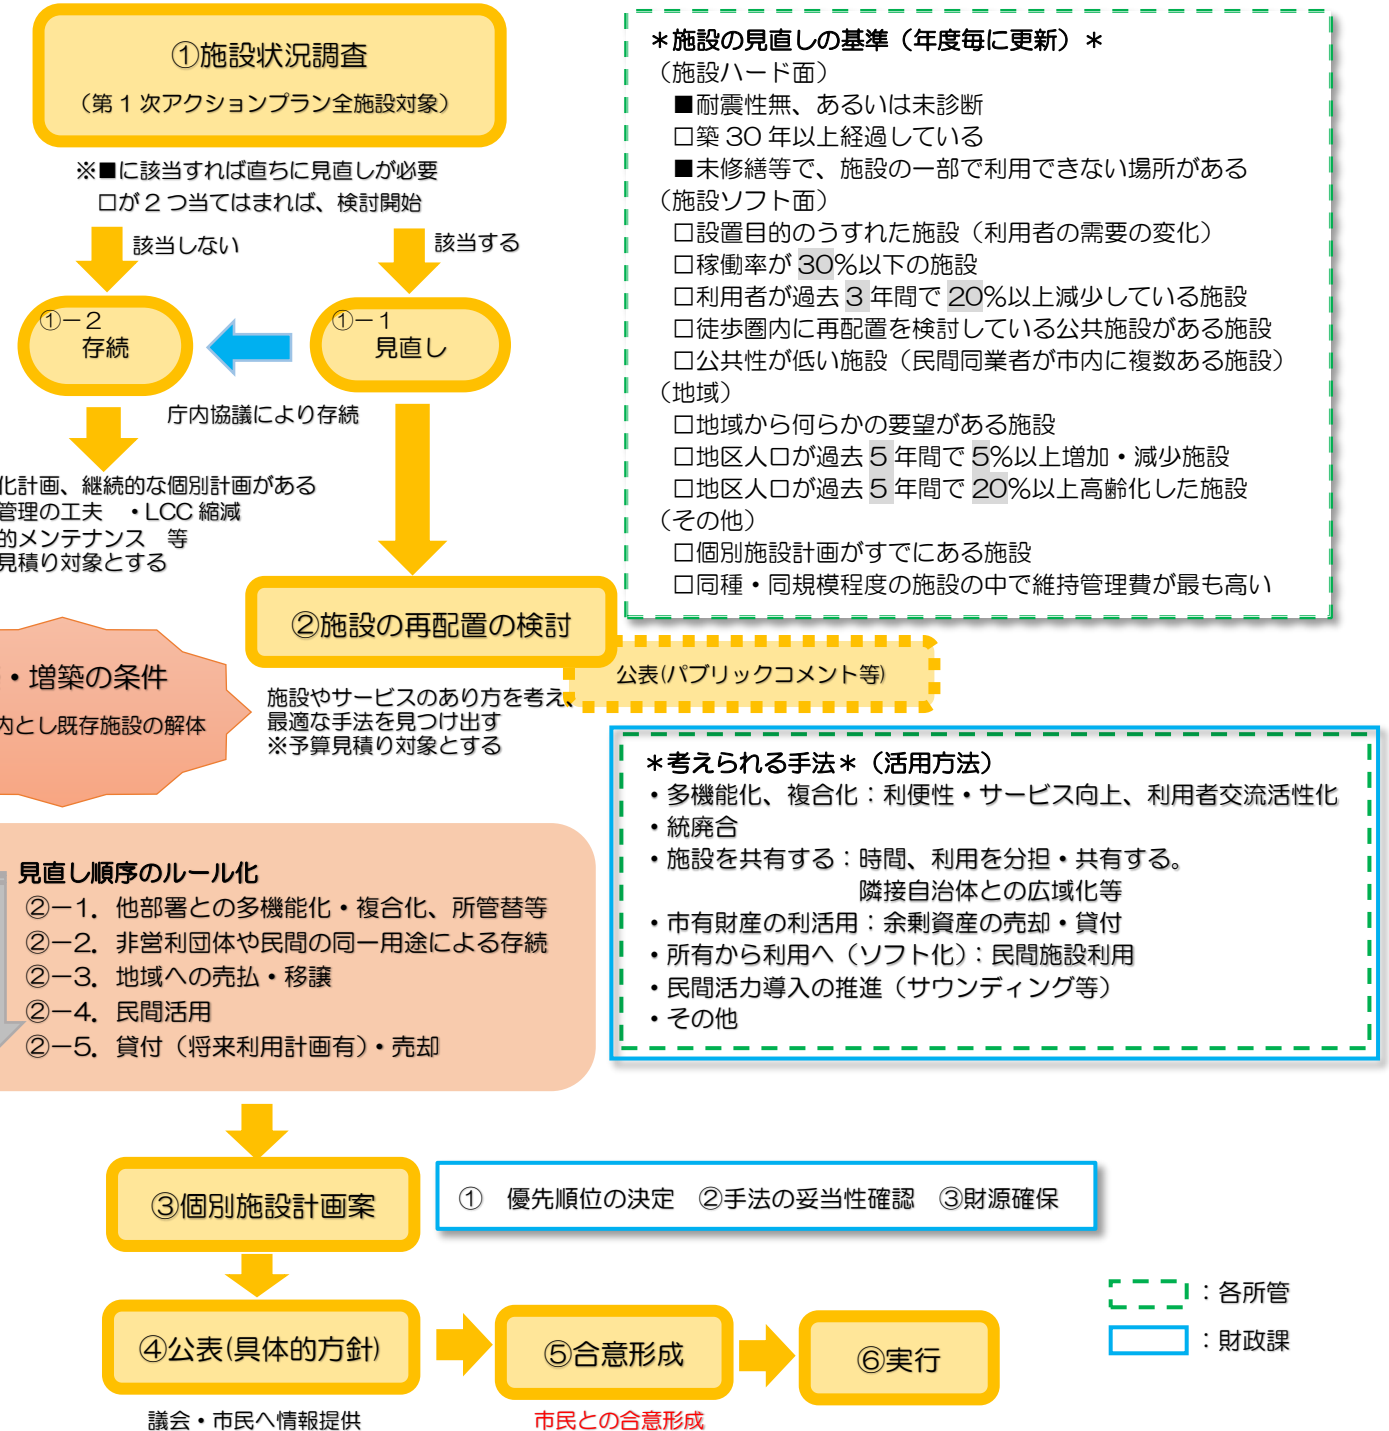 ①施設状況調査
（第１次アクションプラン全施設対象）
※■に該当すれば直ちに見直しが必要
□が２つ当てはまれば、検討開始
該当しない
該当する
①－２
存続
①－１
見直し
庁内協議により存続
化計画、継続的な個別計画がある
管理の工夫　・LCC縮減
的メンテナンス　等
見積り対象とする
＊施設の見直しの基準（年度毎に更新）＊
（施設ハード面）
■耐震性無、あるいは未診断
□築30年以上経過している
■未修繕等で、施設の一部で利用できない場所がある
（施設ソフト面）
□設置目的のうすれた施設（利用者の需要の変化）
□稼働率が30%以下の施設
□利用者が過去３年間で20%以上減少している施設
□徒歩圏内に再配置を検討している公共施設がある施設
□公共性が低い施設（民間同業者が市内に複数ある施設）
（地域）
□地域から何らかの要望がある施設
□地区人口が過去５年間で5%以上増加・減少施設
□地区人口が過去５年間で20%以上高齢化した施設
（その他）
□個別施設計画がすでにある施設
□同種・同規模程度の施設の中で維持管理費が最も高い
②施設の再配置の検討
公表(パブリックコメント等)
施設やサービスのあり方を考え、
最適な手法を見つけ出す
※予算見積り対象とする
・増築の条件
内とし既存施設の解体
＊考えられる手法＊（活用方法）
・多機能化、複合化：利便性・サービス向上、利用者交流活性化
・統廃合
・施設を共有する：時間、利用を分担・共有する。
隣接自治体との広域化等
・市有財産の利活用：余剰資産の売却・貸付
・所有から利用へ（ソフト化）：民間施設利用
・民間活力導入の推進（サウンディング等）
・その他
見直し順序のルール化
②－１．他部署との多機能化・複合化、所管替等
②－２．非営利団体や民間の同一用途による存続
②－３．地域への売払・移譲
②－４．民間活用
②－５．貸付（将来利用計画有）・売却
③個別施設計画案
①　優先順位の決定　②手法の妥当性確認　③財源確保
：各所管
：財政課
④公表(具体的方針)
⑤合意形成
⑥実行
議会・市民へ情報提供
市民との合意形成